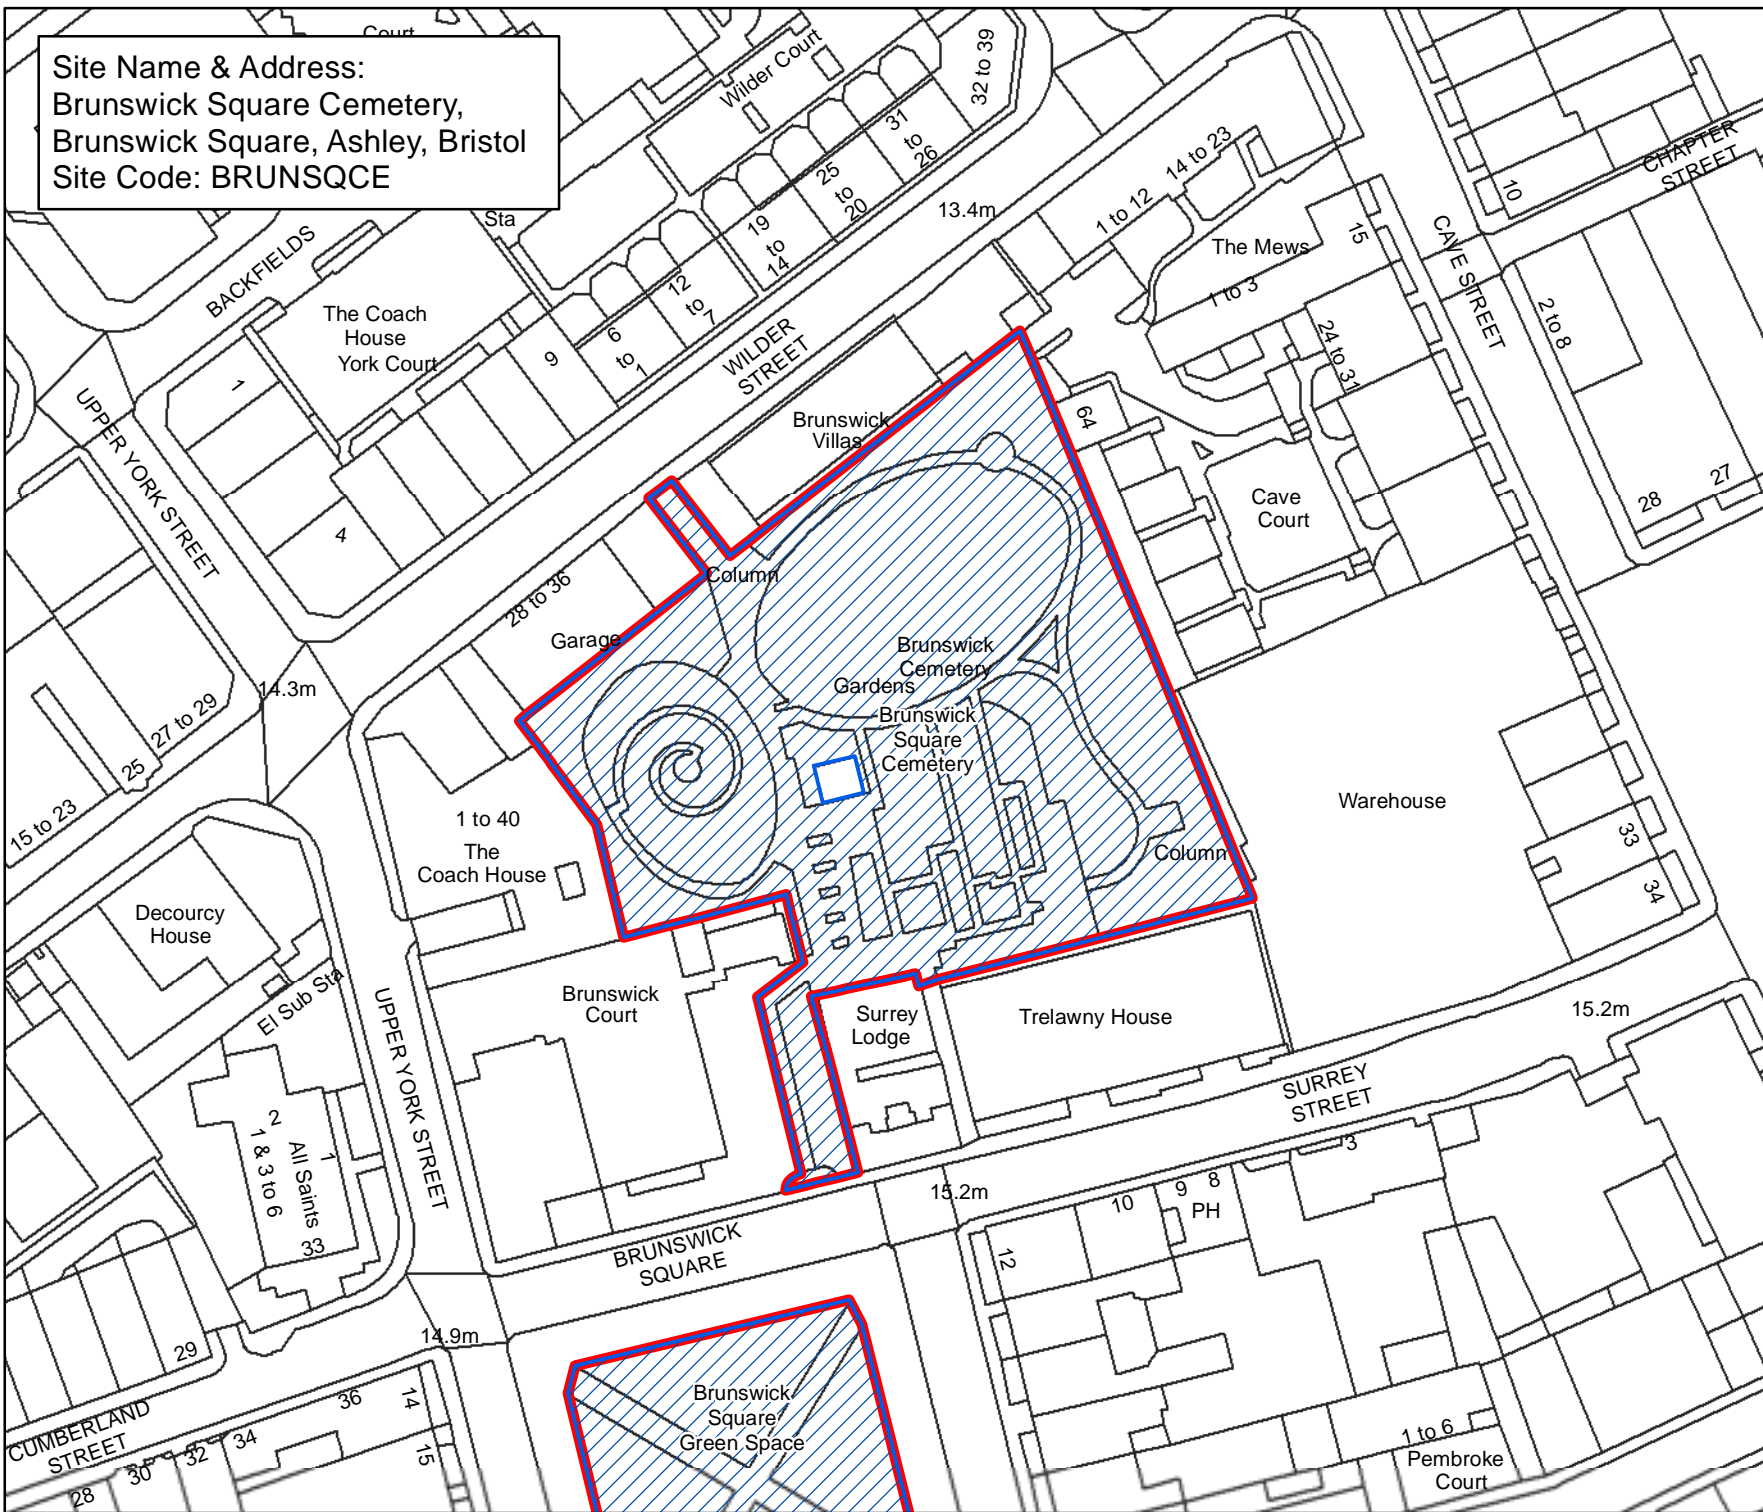 Court
Site Name & Address:
Brunswick Square Cemetery,
Brunswick Square, Ashley, Bristol
Site Code: BRUNSQCE
Wilder Court
32 to 39
31
to
26
25
to
20
19
to
14
12
to
7
6
to
1
9
Sta
BACKFIELDS
The Coach
House
York Court
1
4
UPPER YORK STREET
WILDER
STREET
13.4m
1 to 12
14 to 23
The Mews
1 to 3
15
CAVE STREET
10
CHAPTER
STREET
2 to 8
24 to 31
27
28
64
Cave
Court
Brunswick
Villas
Column
28 to 36
Garage
14.3m
27 to 29
25
15 to 23
Brunswick
Cemetery
Gardens
Brunswick
Square
Cemetery
1 to 40
The
Coach House
Warehouse
33
34
Column
Decourcy
House
El Sub Sta
UPPER YORK STREET
Brunswick
Court
Surrey
Lodge
Trelawny House
15.2m
SURREY
STREET
2
1 & 3 to 6
All Saints
1
33
3
8
9
PH
10
12
15.2m
BRUNSWICK
SQUARE
14.9m
29
CUMBERLAND
STREET
36
14
15
34
32
30
28
Brunswick
Square
Green Space
1 to 6
Pembroke
Court